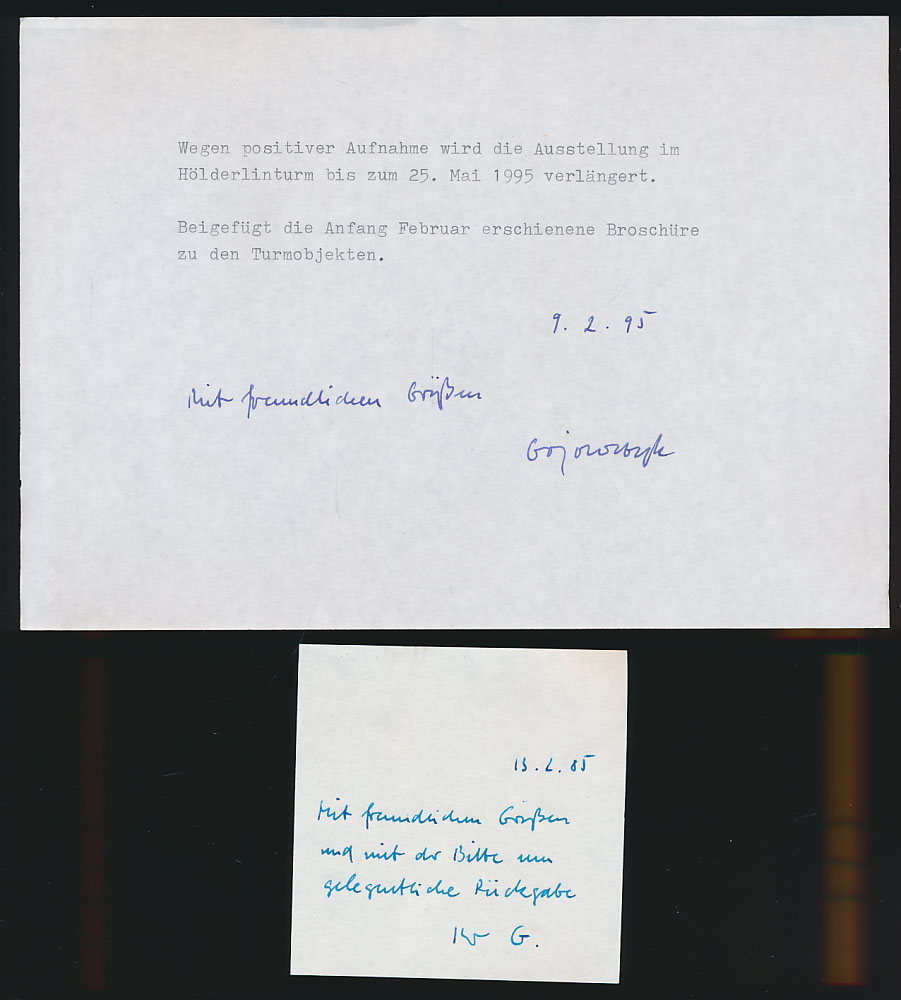 Wegen positiver Aufnahme wird die Ausstellung im
Hölderlinturm bis zum 25. Mai 1995 verlängert.
Beigefügt die Anfang Februar erschienene Broschüre
zu den Turmobjekten.
9. 2. 95
Mit freundlichen Grüßen
Gojowczyk
13. 2. 85
Mit freundlichen Grüßen
und mit der Bitte um
gelegentliche Rückgabe
Ihr G.